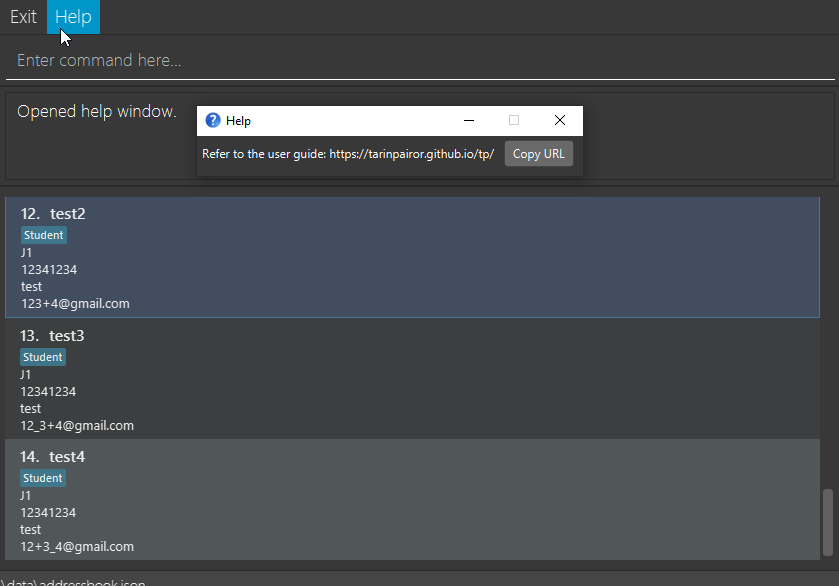 Exit Help
Enter command here...
Opened help window.
Help
Refer to the user guide: https://tarinpairor.github.io/tp/ Copy URL
12. test2
Student
J1
12341234
test
123+4@gmail.com
13. test3
Student
J1
12341234
test
12_3+4@gmail.com
14. test4
Student
J1
12341234
test
12+3_4@gmail.com
\data\addressbook.json